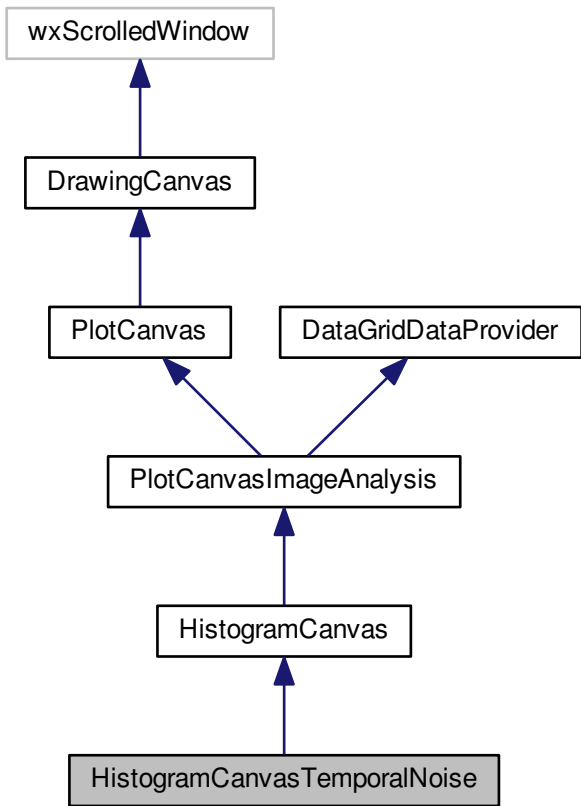 wxScrolledWindow
DrawingCanvas
PlotCanvas
DataGridDataProvider
PlotCanvasImageAnalysis
HistogramCanvas
HistogramCanvasTemporalNoise